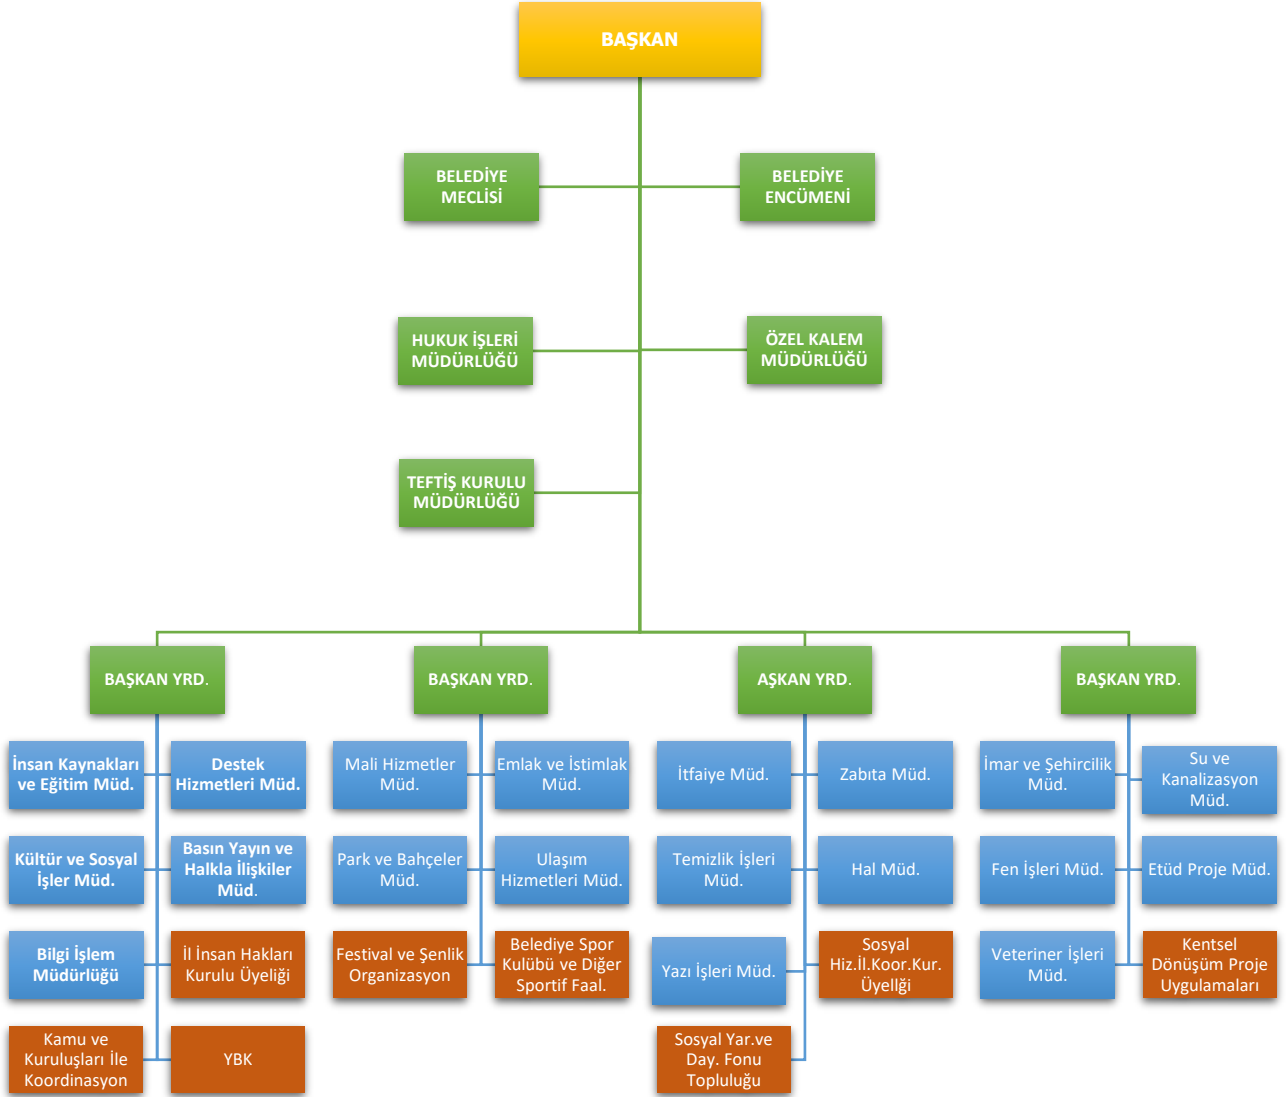 BAŞKAN
BELEDİYE
MECLİSİ
BELEDİYE
ENCÜMENİ
HUKUK İŞLERİ
MÜDÜRLÜĞÜ
ÖZEL KALEM
MÜDÜRLÜĞÜ
TEFTİŞ KURULU
MÜDÜRLÜĞÜ
BAŞKAN YRD.
BAŞKAN YRD.
AŞKAN YRD.
BAŞKAN YRD.
İnsan Kaynakları
ve Eğitim Müd.
Destek
Hizmetleri Müd.
Mali Hizmetler
Müd.
Emlak ve İstimlak
Müd.
İtfaiye Müd.
Zabıta Müd.
İmar ve Şehircilik
Müd.
Su ve
Kanalizasyon
Müd.
Kültür ve Sosyal
İşler Müd.
Basın Yayın ve
Halkla İlişkiler
Müd.
Park ve Bahçeler
Müd.
Ulaşım
Hizmetleri Müd.
Temizlik İşleri
Müd.
Hal Müd.
Fen İşleri Müd.
Etüd Proje Müd.
Bilgi İşlem
Müdürlüğü
İl İnsan Hakları
Kurulu Üyeliği
Festival ve Şenlik
Organizasyon
Belediye Spor
Kulübü ve Diğer
Sportif Faal.
Yazı İşleri Müd.
Sosyal
Hiz.İl.Koor.Kur.
Üyellği
Veteriner İşleri
Müd.
Kentsel
Dönüşüm Proje
Uygulamaları
Kamu ve
Kuruluşları İle
Koordinasyon
YBK
Sosyal Yar.ve
Day. Fonu
Topluluğu